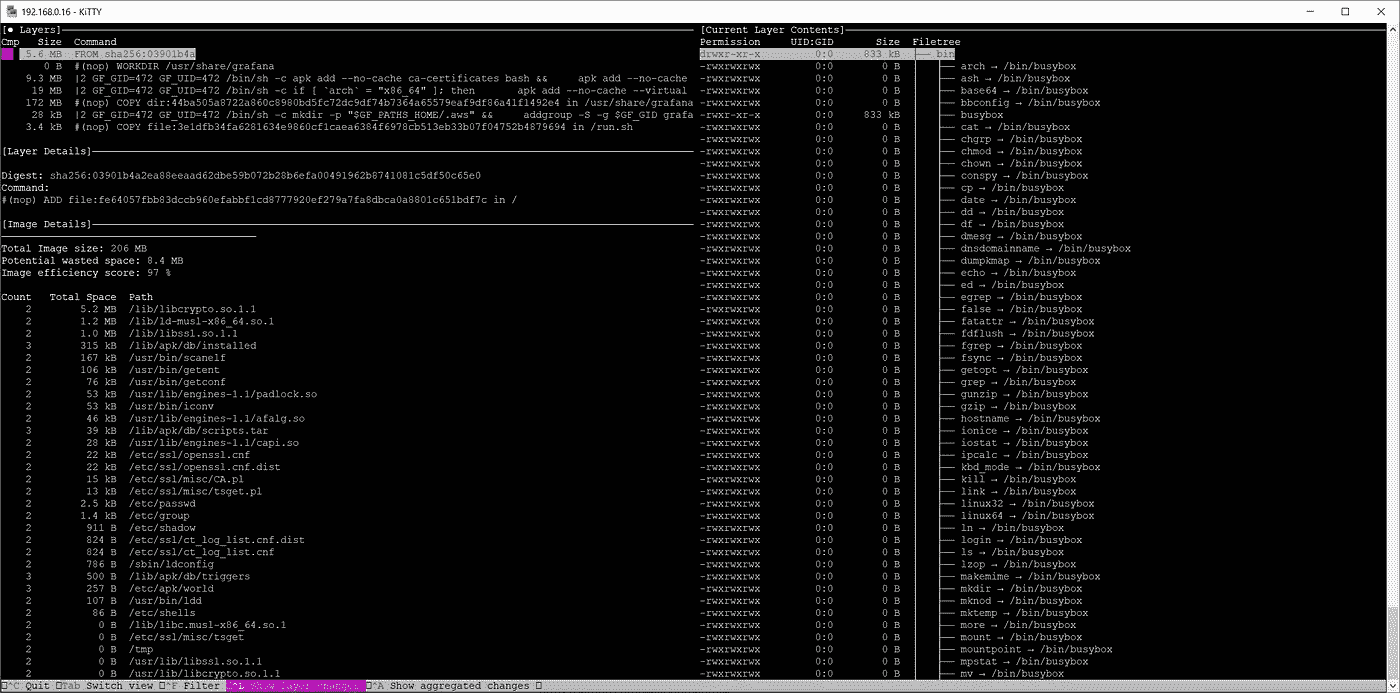 192.168.0.16 - KiTTY
[● Layers]
Cmp Size Command
5.6 MB FROM sha256:03901b4a
0 B #(nop) WORKDIR /usr/share/grafana
9.3 MB |2 GF_GID=472 GF_UID=472 /bin/sh -c apk add --no-cache ca-certificates bash && apk add --no-cache
19 MB |2 GF_GID=472 GF_UID=472 /bin/sh -c if [ `arch` = "x86_64" ]; then apk add --no-cache --virtual
172 MB #(nop) COPY dir:44ba505a8722a860c8980bd5fc72dc9df74b7364a65579eaf9df86a41f1492e4 in /usr/share/grafana
28 kB |2 GF_GID=472 GF_UID=472 /bin/sh -c mkdir -p "$GF_PATHS_HOME/.aws" && addgroup -S -g $GF_GID grafa
3.4 kB #(nop) COPY file:3e1dfb34fa6281634e9860cf1caea6384f6978cb513eb33b07f04752b4879694 in /run.sh
[Layer Details]
Digest: sha256:03901b4a2ea88eeaad62dbe59b072b28b6efa00491962b8741081c5df50c65e0
Command:
#(nop) ADD file:fe64057fbb83dccb960efabbf1cd8777920ef279a7fa8dbca0a8801c651bdf7c in /
[Image Details]
Total Image size: 206 MB
Potential wasted space: 8.4 MB
Image efficiency score: 97 %
Count Total Space Path
2 5.2 MB /lib/libcrypto.so.1.1
2 1.2 MB /lib/ld-musl-x86_64.so.1
2 1.0 MB /lib/libssl.so.1.1
3 315 kB /lib/apk/db/installed
2 167 kB /usr/bin/scanelf
2 106 kB /usr/bin/getent
2 76 kB /usr/bin/getconf
2 53 kB /usr/lib/engines-1.1/padlock.so
2 53 kB /usr/bin/iconv
2 46 kB /usr/lib/engines-1.1/afalg.so
3 39 kB /lib/apk/db/scripts.tar
2 28 kB /usr/lib/engines-1.1/capi.so
2 22 kB /etc/ssl/openssl.cnf
2 22 kB /etc/ssl/openssl.cnf.dist
2 15 kB /etc/ssl/misc/CA.pl
2 13 kB /etc/ssl/misc/tsget.pl
2 2.5 kB /etc/passwd
2 1.4 kB /etc/group
2 911 B /etc/shadow
2 824 B /etc/ssl/ct_log_list.cnf.dist
2 824 B /etc/ssl/ct_log_list.cnf
2 786 B /sbin/ldconfig
3 500 B /lib/apk/db/triggers
3 257 B /etc/apk/world
2 107 B /usr/bin/ldd
2 86 B /etc/shells
2 0 B /lib/libc.musl-x86_64.so.1
2 0 B /etc/ssl/misc/tsget
2 0 B /tmp
2 0 B /usr/lib/libssl.so.1.1
2 0 B /usr/lib/libcrypto.so.1.1
[Current Layer Contents]
Permission UID:GID Size Filetree
drwxr-xr-x 0:0 833 kB ├── bin
-rwxrwxrwx 0:0 0 B │ ├── arch → /bin/busybox
-rwxrwxrwx 0:0 0 B │ ├── ash → /bin/busybox
-rwxrwxrwx 0:0 0 B │ ├── base64 → /bin/busybox
-rwxrwxrwx 0:0 0 B │ ├── bbconfig → /bin/busybox
-rwxr-xr-x 0:0 833 kB │ ├── busybox
-rwxrwxrwx 0:0 0 B │ ├── cat → /bin/busybox
-rwxrwxrwx 0:0 0 B │ ├── chgrp → /bin/busybox
-rwxrwxrwx 0:0 0 B │ ├── chmod → /bin/busybox
-rwxrwxrwx 0:0 0 B │ ├── chown → /bin/busybox
-rwxrwxrwx 0:0 0 B │ ├── conspy → /bin/busybox
-rwxrwxrwx 0:0 0 B │ ├── cp → /bin/busybox
-rwxrwxrwx 0:0 0 B │ ├── date → /bin/busybox
-rwxrwxrwx 0:0 0 B │ ├── dd → /bin/busybox
-rwxrwxrwx 0:0 0 B │ ├── df → /bin/busybox
-rwxrwxrwx 0:0 0 B │ ├── dmesg → /bin/busybox
-rwxrwxrwx 0:0 0 B │ ├── dnsdomainname → /bin/busybox
-rwxrwxrwx 0:0 0 B │ ├── dumpkmap → /bin/busybox
-rwxrwxrwx 0:0 0 B │ ├── echo → /bin/busybox
-rwxrwxrwx 0:0 0 B │ ├── ed → /bin/busybox
-rwxrwxrwx 0:0 0 B │ ├── egrep → /bin/busybox
-rwxrwxrwx 0:0 0 B │ ├── false → /bin/busybox
-rwxrwxrwx 0:0 0 B │ ├── fatattr → /bin/busybox
-rwxrwxrwx 0:0 0 B │ ├── fdflush → /bin/busybox
-rwxrwxrwx 0:0 0 B │ ├── fgrep → /bin/busybox
-rwxrwxrwx 0:0 0 B │ ├── fsync → /bin/busybox
-rwxrwxrwx 0:0 0 B │ ├── getopt → /bin/busybox
-rwxrwxrwx 0:0 0 B │ ├── grep → /bin/busybox
-rwxrwxrwx 0:0 0 B │ ├── gunzip → /bin/busybox
-rwxrwxrwx 0:0 0 B │ ├── gzip → /bin/busybox
-rwxrwxrwx 0:0 0 B │ ├── hostname → /bin/busybox
-rwxrwxrwx 0:0 0 B │ ├── ionice → /bin/busybox
-rwxrwxrwx 0:0 0 B │ ├── iostat → /bin/busybox
-rwxrwxrwx 0:0 0 B │ ├── ipcalc → /bin/busybox
-rwxrwxrwx 0:0 0 B │ ├── kbd_mode → /bin/busybox
-rwxrwxrwx 0:0 0 B │ ├── kill → /bin/busybox
-rwxrwxrwx 0:0 0 B │ ├── link → /bin/busybox
-rwxrwxrwx 0:0 0 B │ ├── linux32 → /bin/busybox
-rwxrwxrwx 0:0 0 B │ ├── linux64 → /bin/busybox
-rwxrwxrwx 0:0 0 B │ ├── ln → /bin/busybox
-rwxrwxrwx 0:0 0 B │ ├── login → /bin/busybox
-rwxrwxrwx 0:0 0 B │ ├── ls → /bin/busybox
-rwxrwxrwx 0:0 0 B │ ├── lzop → /bin/busybox
-rwxrwxrwx 0:0 0 B │ ├── makemime → /bin/busybox
-rwxrwxrwx 0:0 0 B │ ├── mkdir → /bin/busybox
-rwxrwxrwx 0:0 0 B │ ├── mknod → /bin/busybox
-rwxrwxrwx 0:0 0 B │ ├── mktemp → /bin/busybox
-rwxrwxrwx 0:0 0 B │ ├── more → /bin/busybox
-rwxrwxrwx 0:0 0 B │ ├── mount → /bin/busybox
-rwxrwxrwx 0:0 0 B │ ├── mountpoint → /bin/busybox
-rwxrwxrwx 0:0 0 B │ ├── mpstat → /bin/busybox
-rwxrwxrwx 0:0 0 B │ ├── mv → /bin/busybox
^C Quit Tab Switch view ^F Filter ^L Show layer changes ^A Show aggregated changes